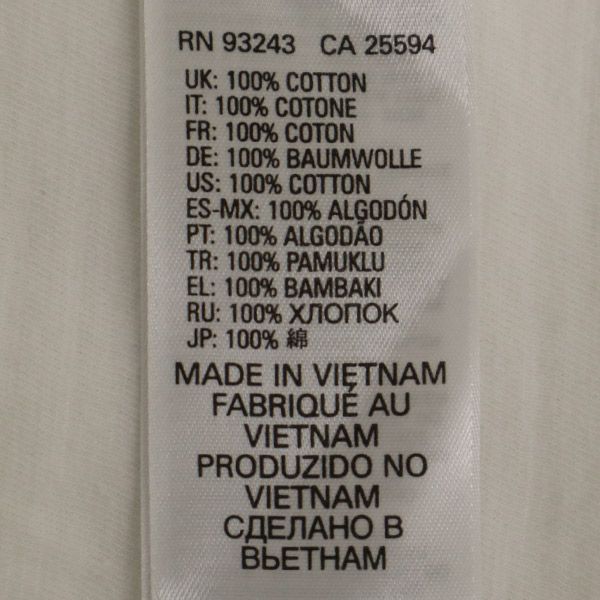 RN 93243 CA 25594
UK: 100% COTTON
IT: 100% COTONE
FR: 100% COTON
DE: 100% BAUMWOLLE
US: 100% COTTON
ES-MX: 100% ALGODÓN
PT: 100% ALGODÃO
TR: 100% PAMUKLU
EL: 100% BAMBAKI
RU: 100% ХЛОПОК
JP: 100% 綿
MADE IN VIETNAM
FABRIQUÉ AU
VIETNAM
PRODUZIDO NO
VIETNAM
СДЕЛАНО В
ВЬЕТНАМ